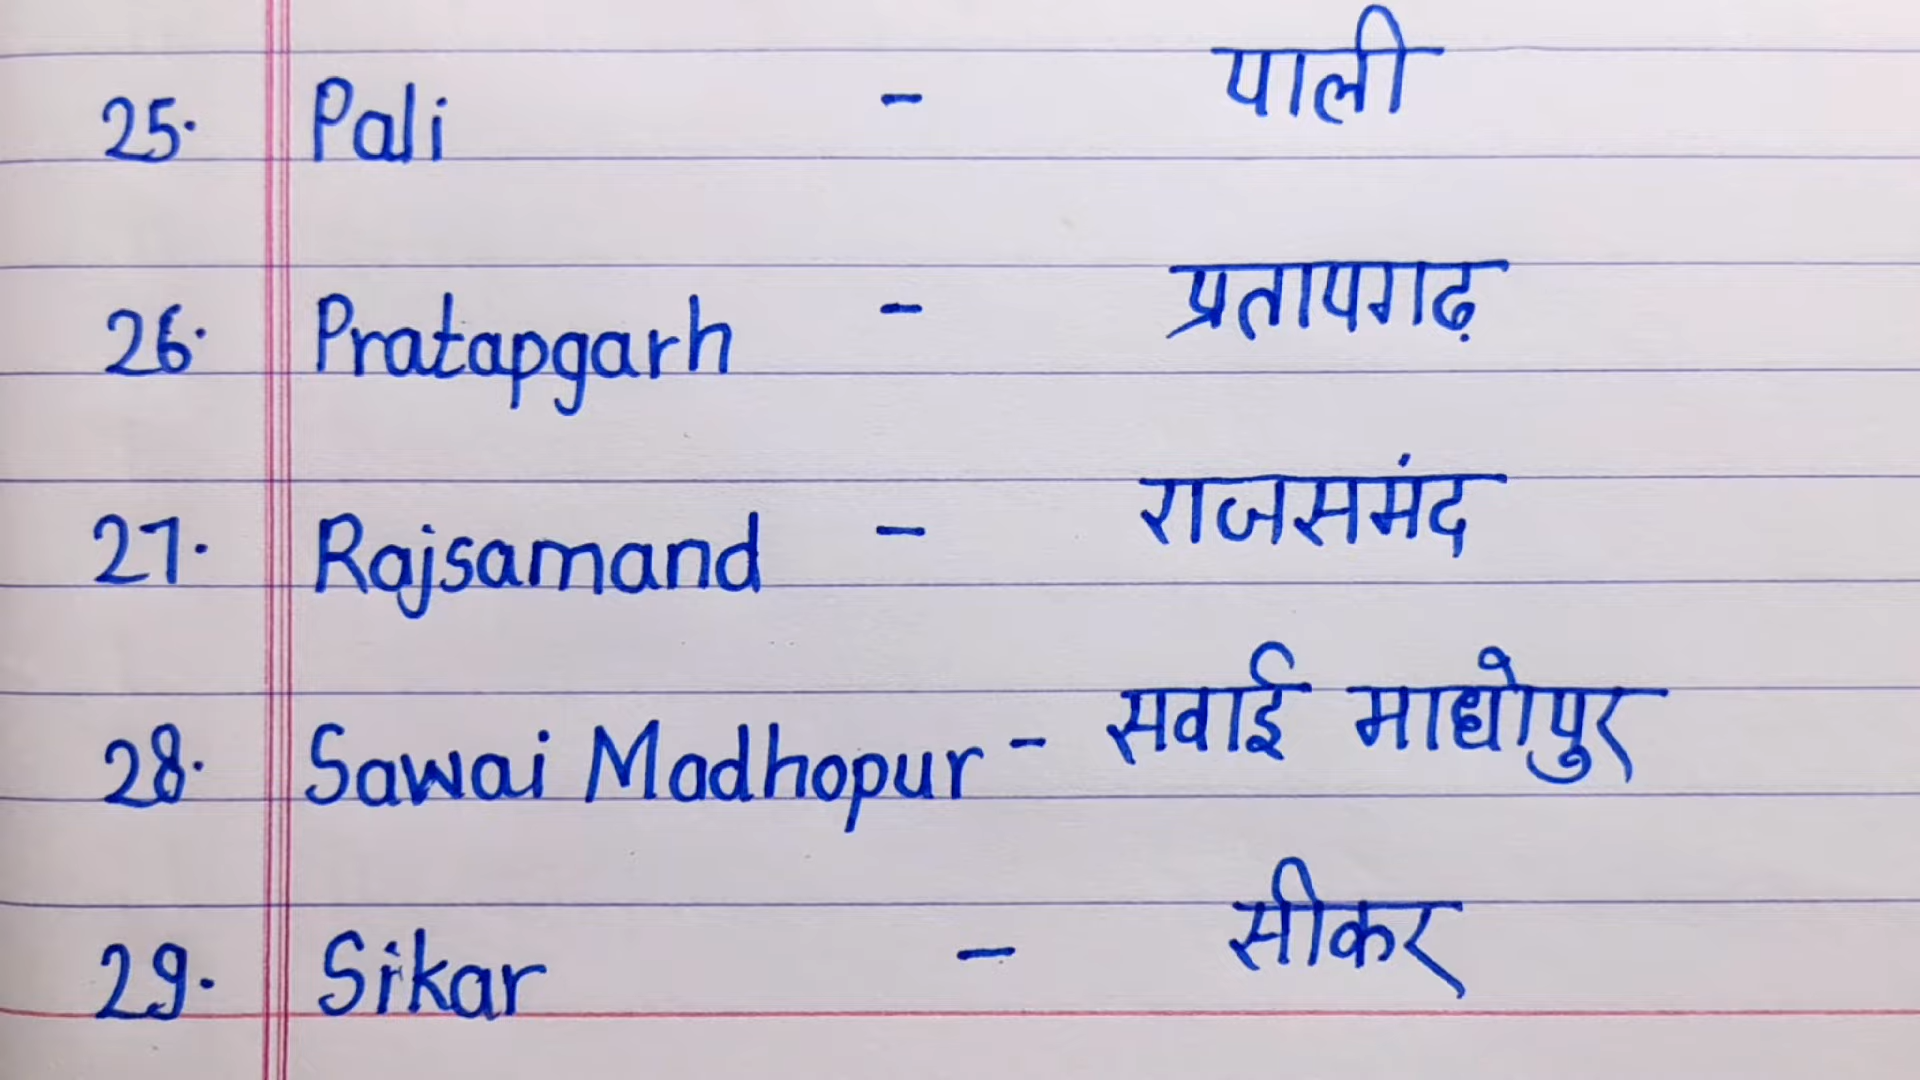 25. Pali - पाली
26. Pratapgarh - प्रतापगढ़
27. Rajsamand - राजसमंद
28. Sawai Madhopur - सवाई माधोपुर
29. Sikar - सीकर